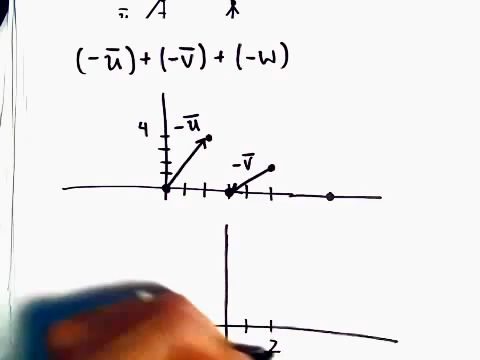 (-ū) + (-v̄) + (-w)
4 -ū
-v̄
2